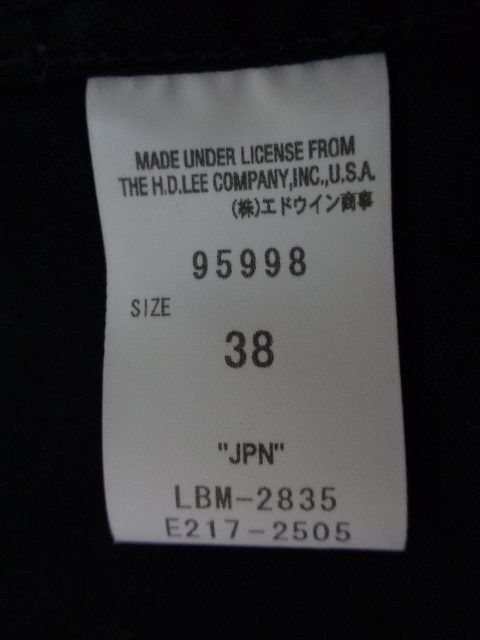 MADE UNDER LICENSE FROM
THE H.D.LEE COMPANY,INC.,U.S.A.
(株)エドウイン商事
95998
SIZE
38
"JPN"
LBM-2835
E217-2505